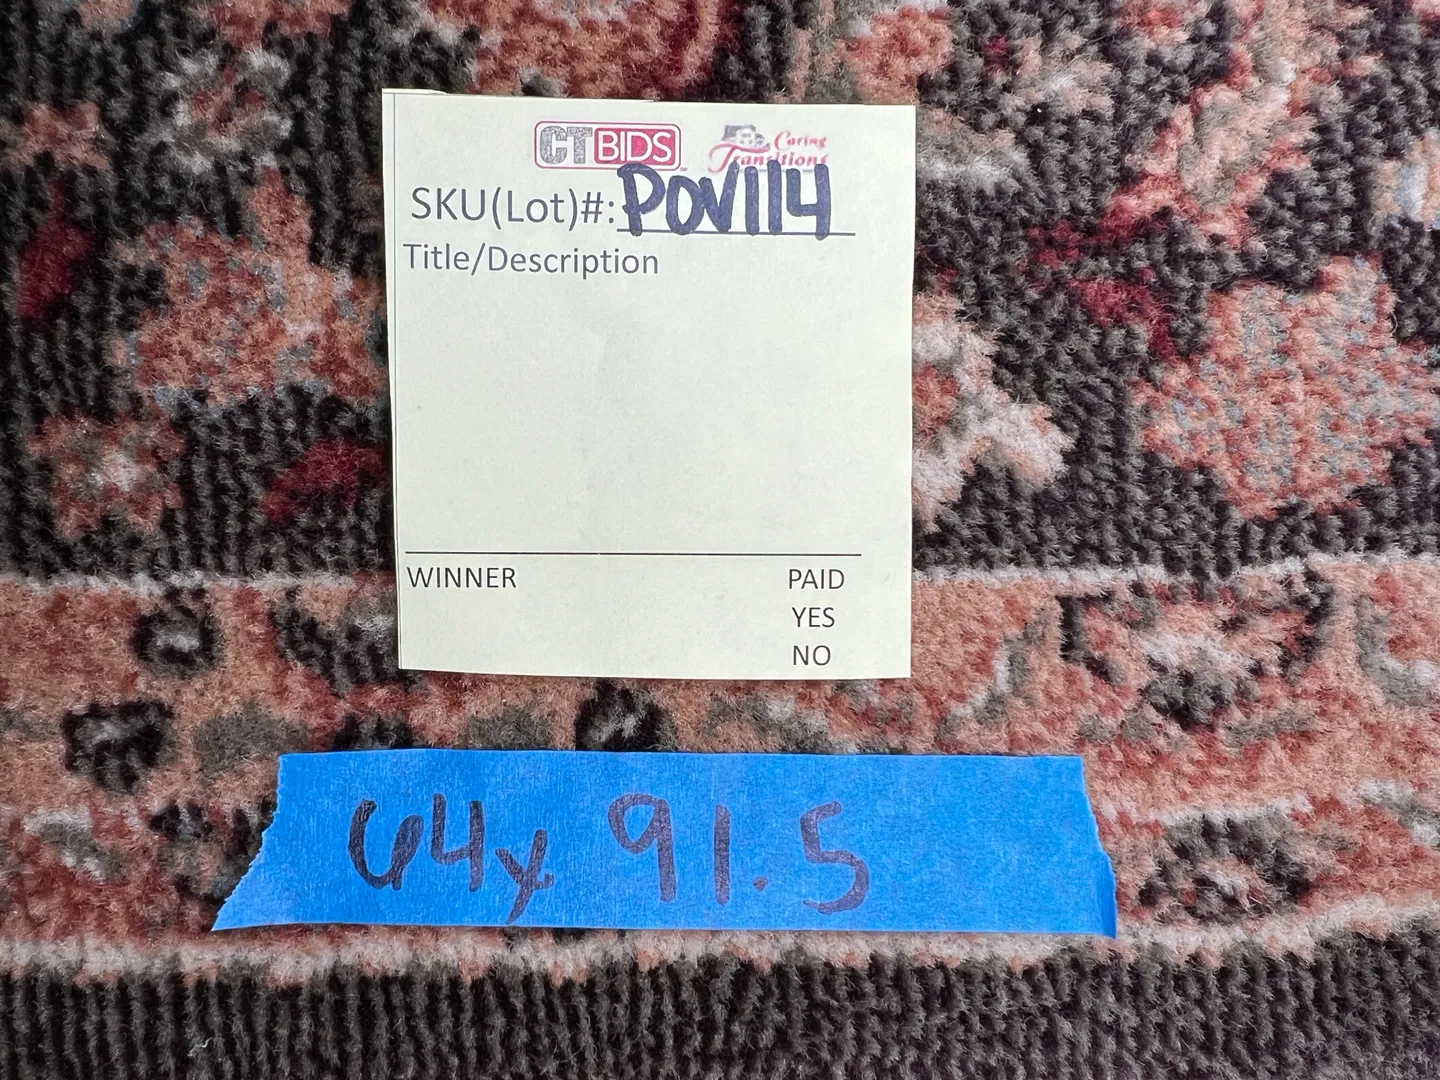 CTBIDS
Caring
Transitions
SKU(Lot)#: POV114
Title/Description
WINNER PAID
YES
NO
64x 91.5